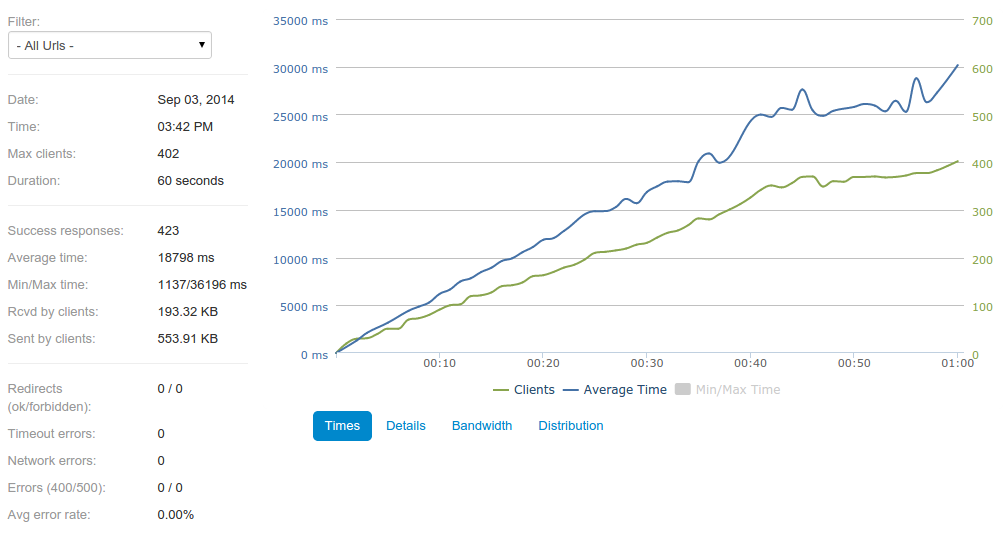 Filter:
- All Urls -
Date: Sep 03, 2014
Time: 03:42 PM
Max clients: 402
Duration: 60 seconds
Success responses: 423
Average time: 18798 ms
Min/Max time: 1137/36196 ms
Rcvd by clients: 193.32 KB
Sent by clients: 553.91 KB
Redirects 0 / 0
(ok/forbidden):
Timeout errors: 0
Network errors: 0
Errors (400/500): 0 / 0
Avg error rate: 0.00%
35000 ms 700
30000 ms 600
25000 ms 500
20000 ms 400
15000 ms 300
10000 ms 200
5000 ms 100
0 ms 0
00:10 00:20 00:30 00:40 00:50 01:00
Clients Average Time Min/Max Time
Times Details Bandwidth Distribution